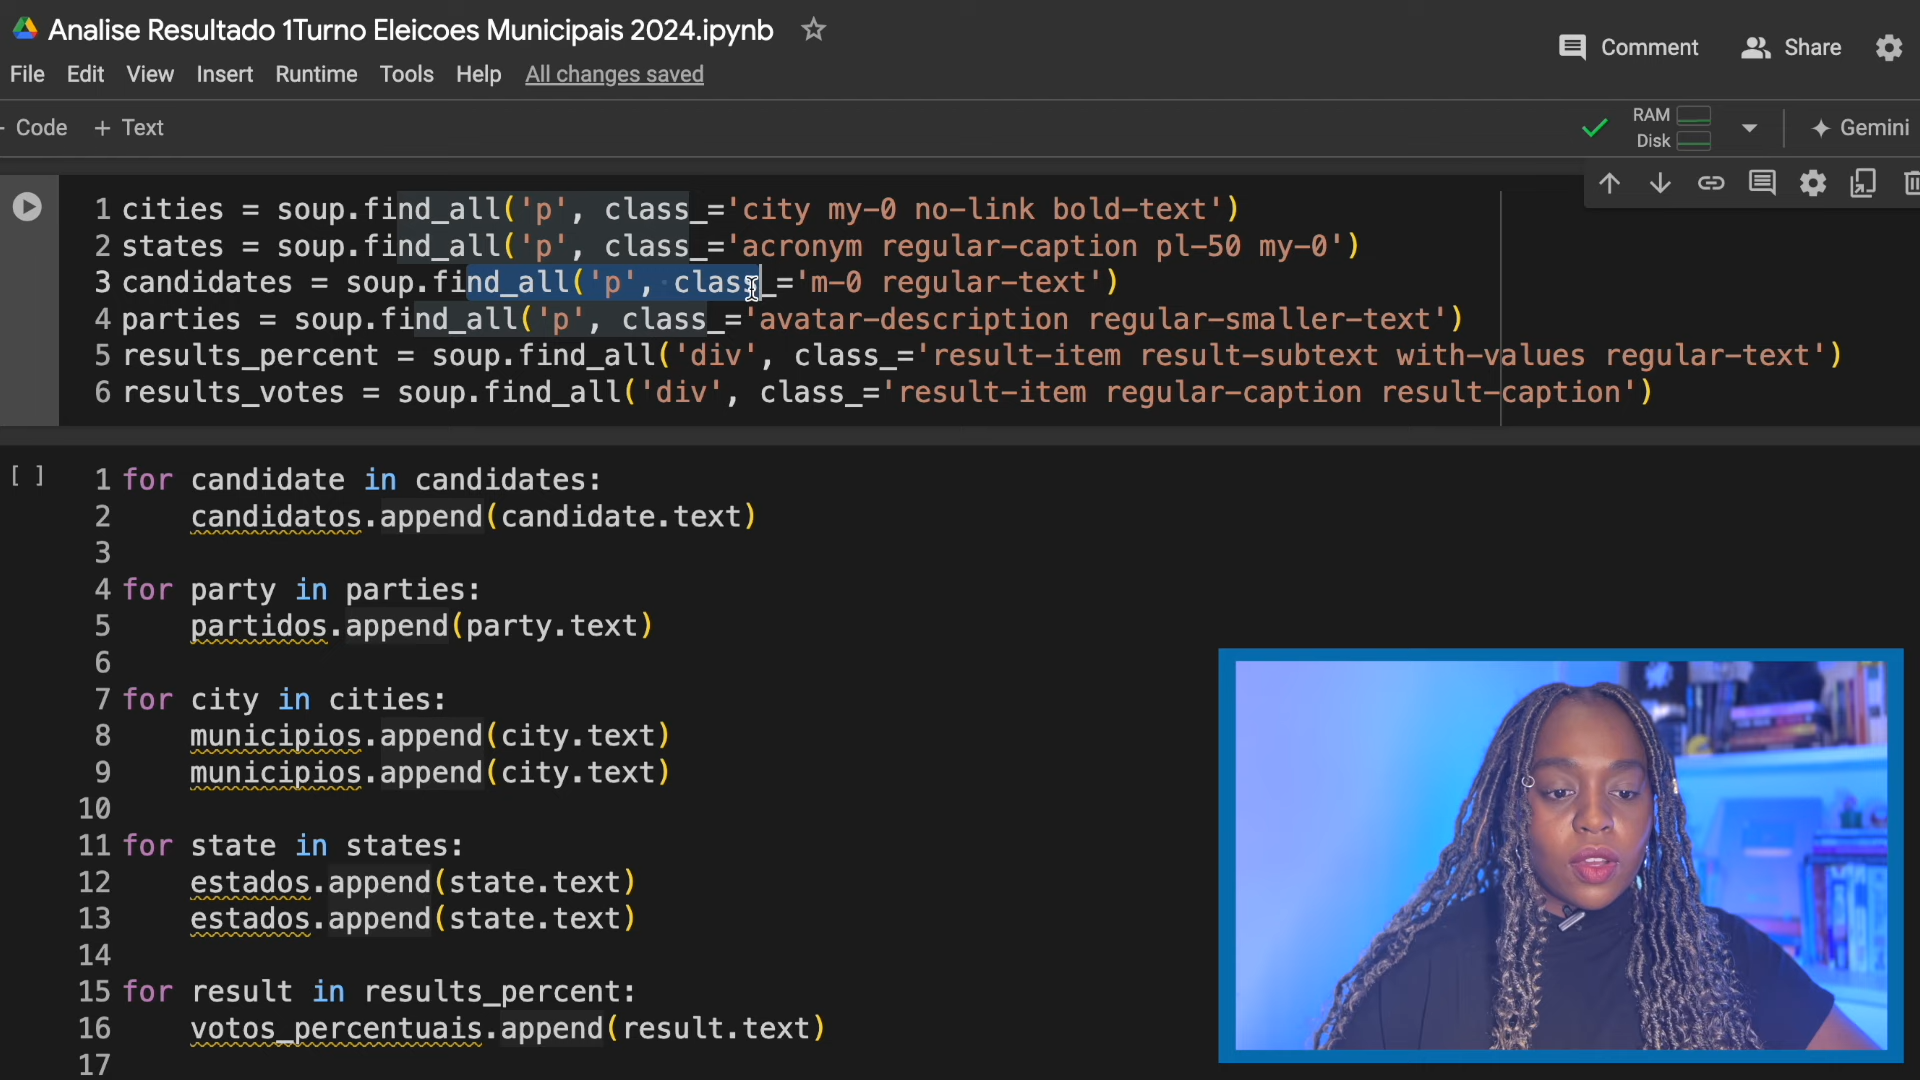 Analise Resultado 1Turno Eleicoes Municipais 2024.ipynb
Comment
Share
File Edit View Insert Runtime Tools Help All changes saved
Code + Text
RAM
Disk
Gemini
1 cities = soup.find_all('p', class_='city my-0 no-link bold-text')
2 states = soup.find_all('p', class_='acronym regular-caption pl-50 my-0')
3 candidates = soup.find_all('p', class_='m-0 regular-text')
4 parties = soup.find_all('p', class_='avatar-description regular-smaller-text')
5 results_percent = soup.find_all('div', class_='result-item result-subtext with-values regular-text')
6 results_votes = soup.find_all('div', class_='result-item regular-caption result-caption')
[ ]
1 for candidate in candidates:
2     candidatos.append(candidate.text)
3
4 for party in parties:
5     partidos.append(party.text)
6
7 for city in cities:
8     municipios.append(city.text)
9     municipios.append(city.text)
10
11 for state in states:
12     estados.append(state.text)
13     estados.append(state.text)
14
15 for result in results_percent:
16     votos_percentuais.append(result.text)
17